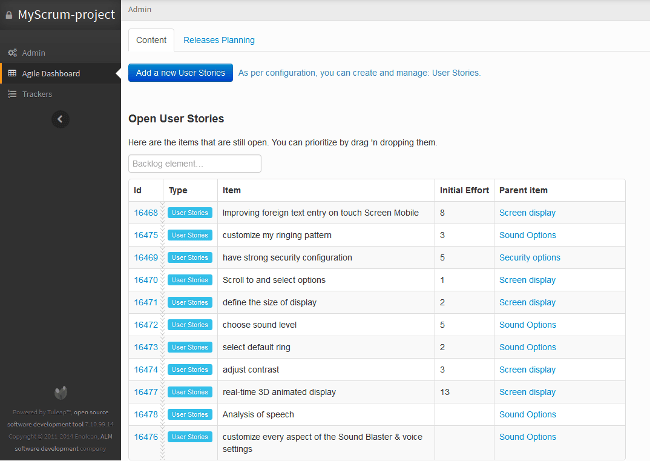 MyScrum-project
Admin
Agile Dashboard
Trackers
Powered by Tuleap™, open source
software development tool 7.10.99.14
Copyright © 2011-2014 Enalean, ALM
software development company
Admin
Content Releases Planning
Add a new User Stories As per configuration, you can create and manage: User Stories.
Open User Stories
Here are the items that are still open. You can prioritize by drag 'n dropping them.
Backlog element...
Id Type Item Initial Effort Parent item
16468 User Stories Improving foreign text entry on touch Screen Mobile 8 Screen display
16475 User Stories customize my ringing pattern 3 Sound Options
16469 User Stories have strong security configuration 5 Security options
16470 User Stories Scroll to and select options 1 Screen display
16471 User Stories define the size of display 2 Screen display
16472 User Stories choose sound level 5 Sound Options
16473 User Stories select default ring 2 Sound Options
16474 User Stories adjust contrast 3 Screen display
16477 User Stories real-time 3D animated display 13 Screen display
16478 User Stories Analysis of speech Sound Options
16476 User Stories customize every aspect of the Sound Blaster & voice Sound Options
settings